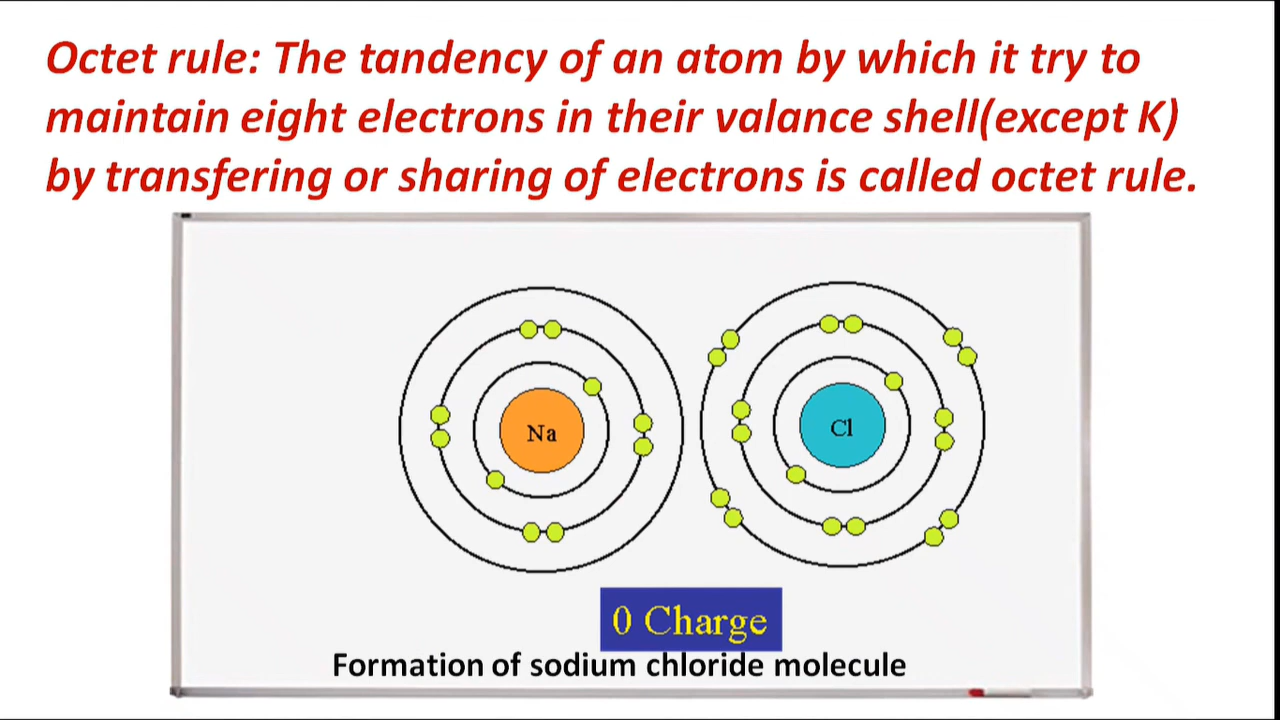 Octet rule: The tandency of an atom by which it try to
maintain eight electrons in their valance shell(except K)
by transfering or sharing of electrons is called octet rule.
Na
Cl
0 Charge
Formation of sodium chloride molecule